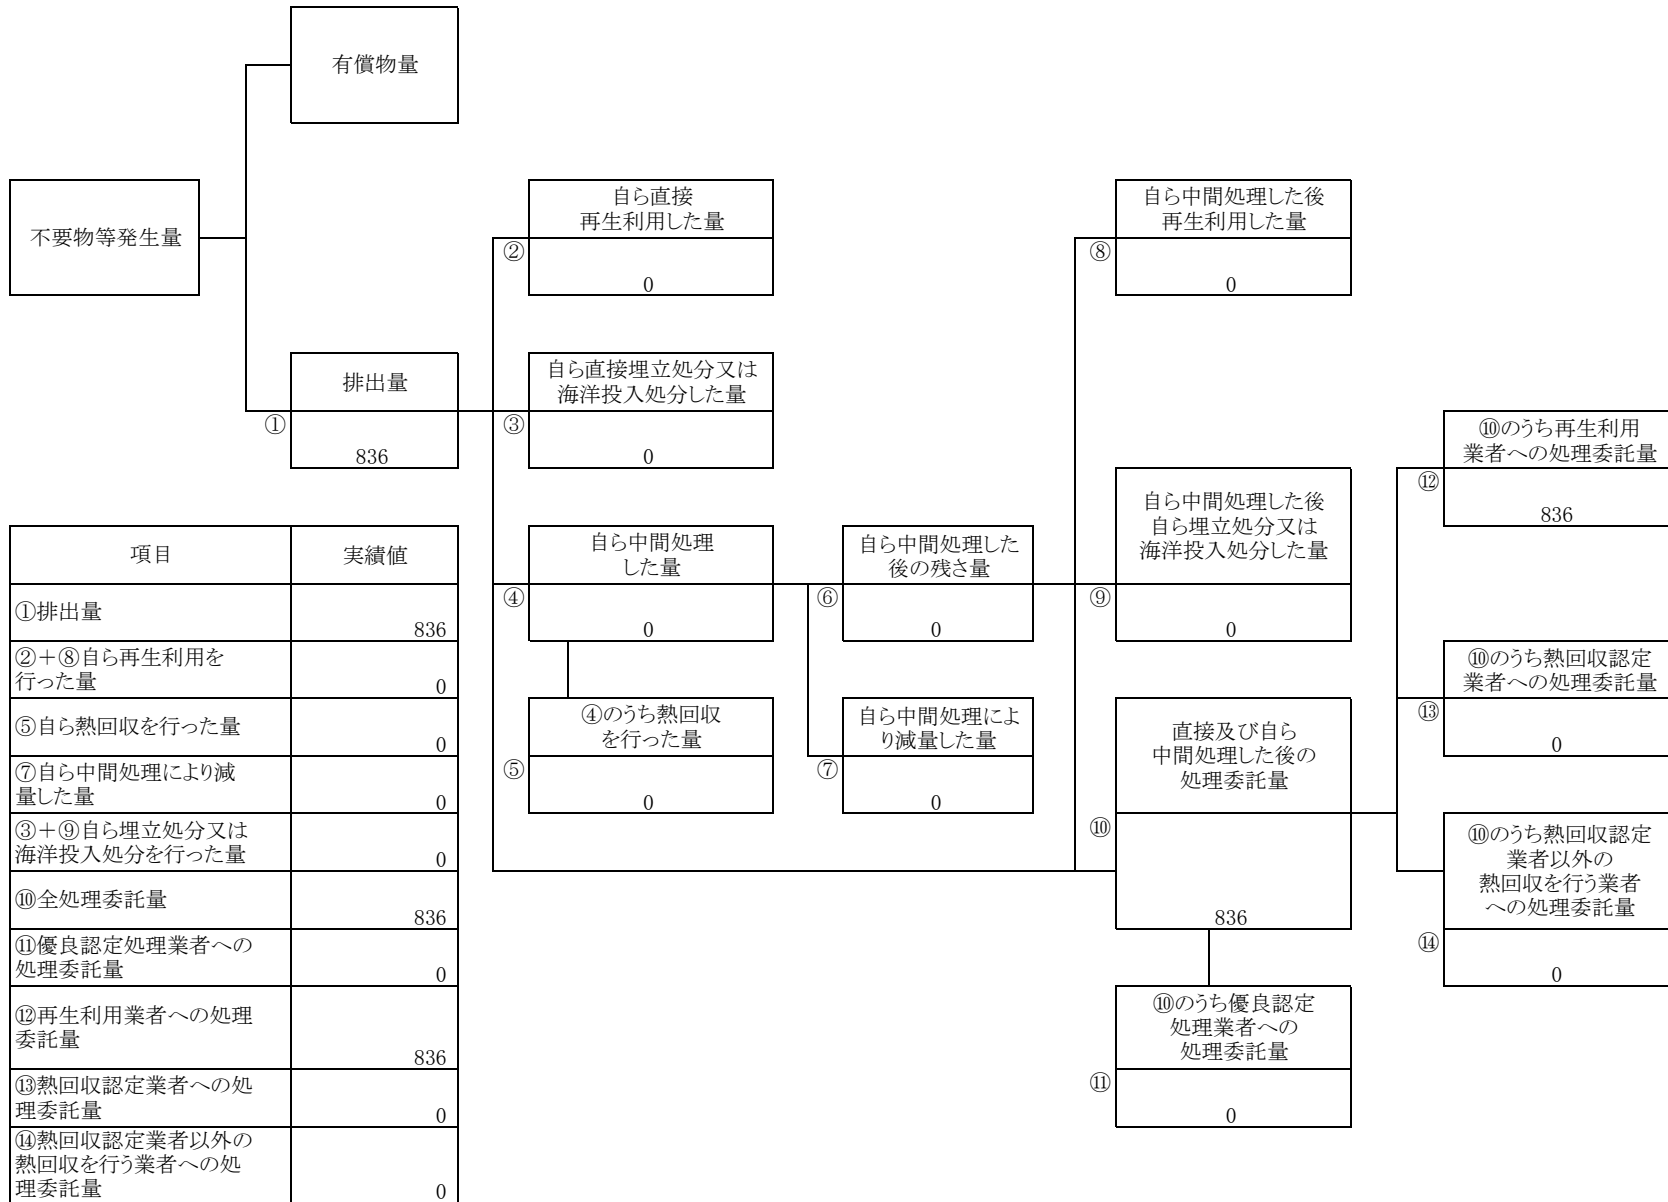 有償物量
不要物等発生量
排出量
①
836
自ら直接
再生利用した量
②
0
自ら直接埋立処分又は
海洋投入処分した量
③
0
自ら中間処理
した量
④
0
④のうち熱回収
を行った量
⑤
0
自ら中間処理した
後の残さ量
⑥
0
自ら中間処理によ
り減量した量
⑦
0
自ら中間処理した後
再生利用した量
⑧
0
自ら中間処理した後
自ら埋立処分又は
海洋投入処分した量
⑨
0
直接及び自ら
中間処理した後の
処理委託量
⑩
836
⑩のうち優良認定
処理業者への
処理委託量
⑪
0
⑩のうち再生利用
業者への処理委託量
⑫
836
⑩のうち熱回収認定
業者への処理委託量
⑬
0
⑩のうち熱回収認定
業者以外の
熱回収を行う業者
への処理委託量
⑭
0
項目 実績値
①排出量
836
②+⑧自ら再生利用を
行った量 0
⑤自ら熱回収を行った量
0
⑦自ら中間処理により減
量した量 0
③+⑨自ら埋立処分又は
海洋投入処分を行った量 0
⑩全処理委託量
836
⑪優良認定処理業者への
処理委託量 0
⑫再生利用業者への処理
委託量 836
⑬熱回収認定業者への処
理委託量 0
⑭熱回収認定業者以外の
熱回収を行う業者への処
理委託量 0